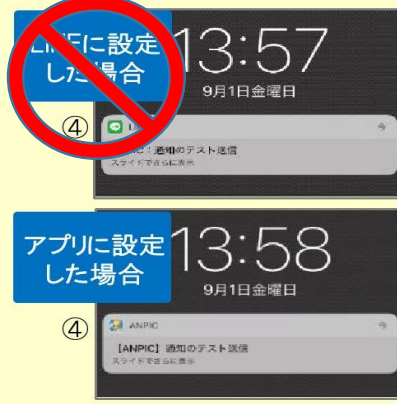 LINEに設定
した場合
13:57
9月1日金曜日
④
今
通知のテスト送信
スライドでさらに表示
アプリに設定
した場合
13:58
9月1日金曜日
④
ANPIC
今
【ANPIC】通知のテスト送信
スライドでさらに表示